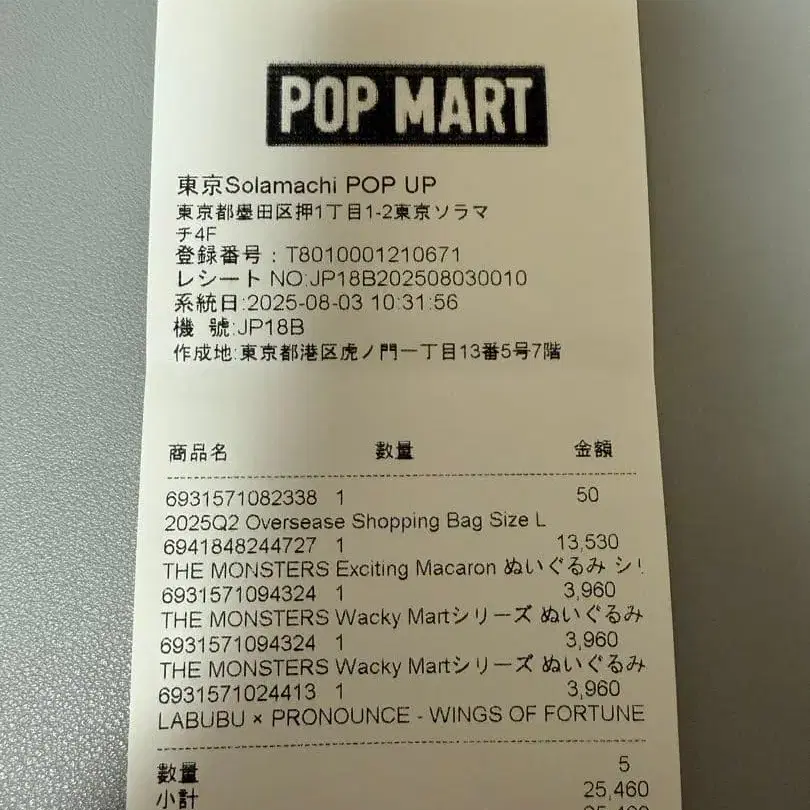 POP MART
東京Solamachi POP UP
東京都墨田区押1丁目1-2東京ソラマ
チ4F
登録番号：T8010001210671
レシート NO:JP18B202508030010
系統日:2025-08-03 10:31:56
機 號:JP18B
作成地:東京都港区虎ノ門一丁目13番5号7階
商品名 數量 金額
6931571082338 1 50
2025Q2 Oversease Shopping Bag Size L
6941848244727 1 13,530
THE MONSTERS Exciting Macaron ぬいぐるみ シリ
6931571094324 1 3,960
THE MONSTERS Wacky Martシリーズ ぬいぐるみ
6931571094324 1 3,960
THE MONSTERS Wacky Martシリーズ ぬいぐるみ
6931571024413 1 3,960
LABUBU × PRONOUNCE - WINGS OF FORTUNE
數量 5
小計 25,460